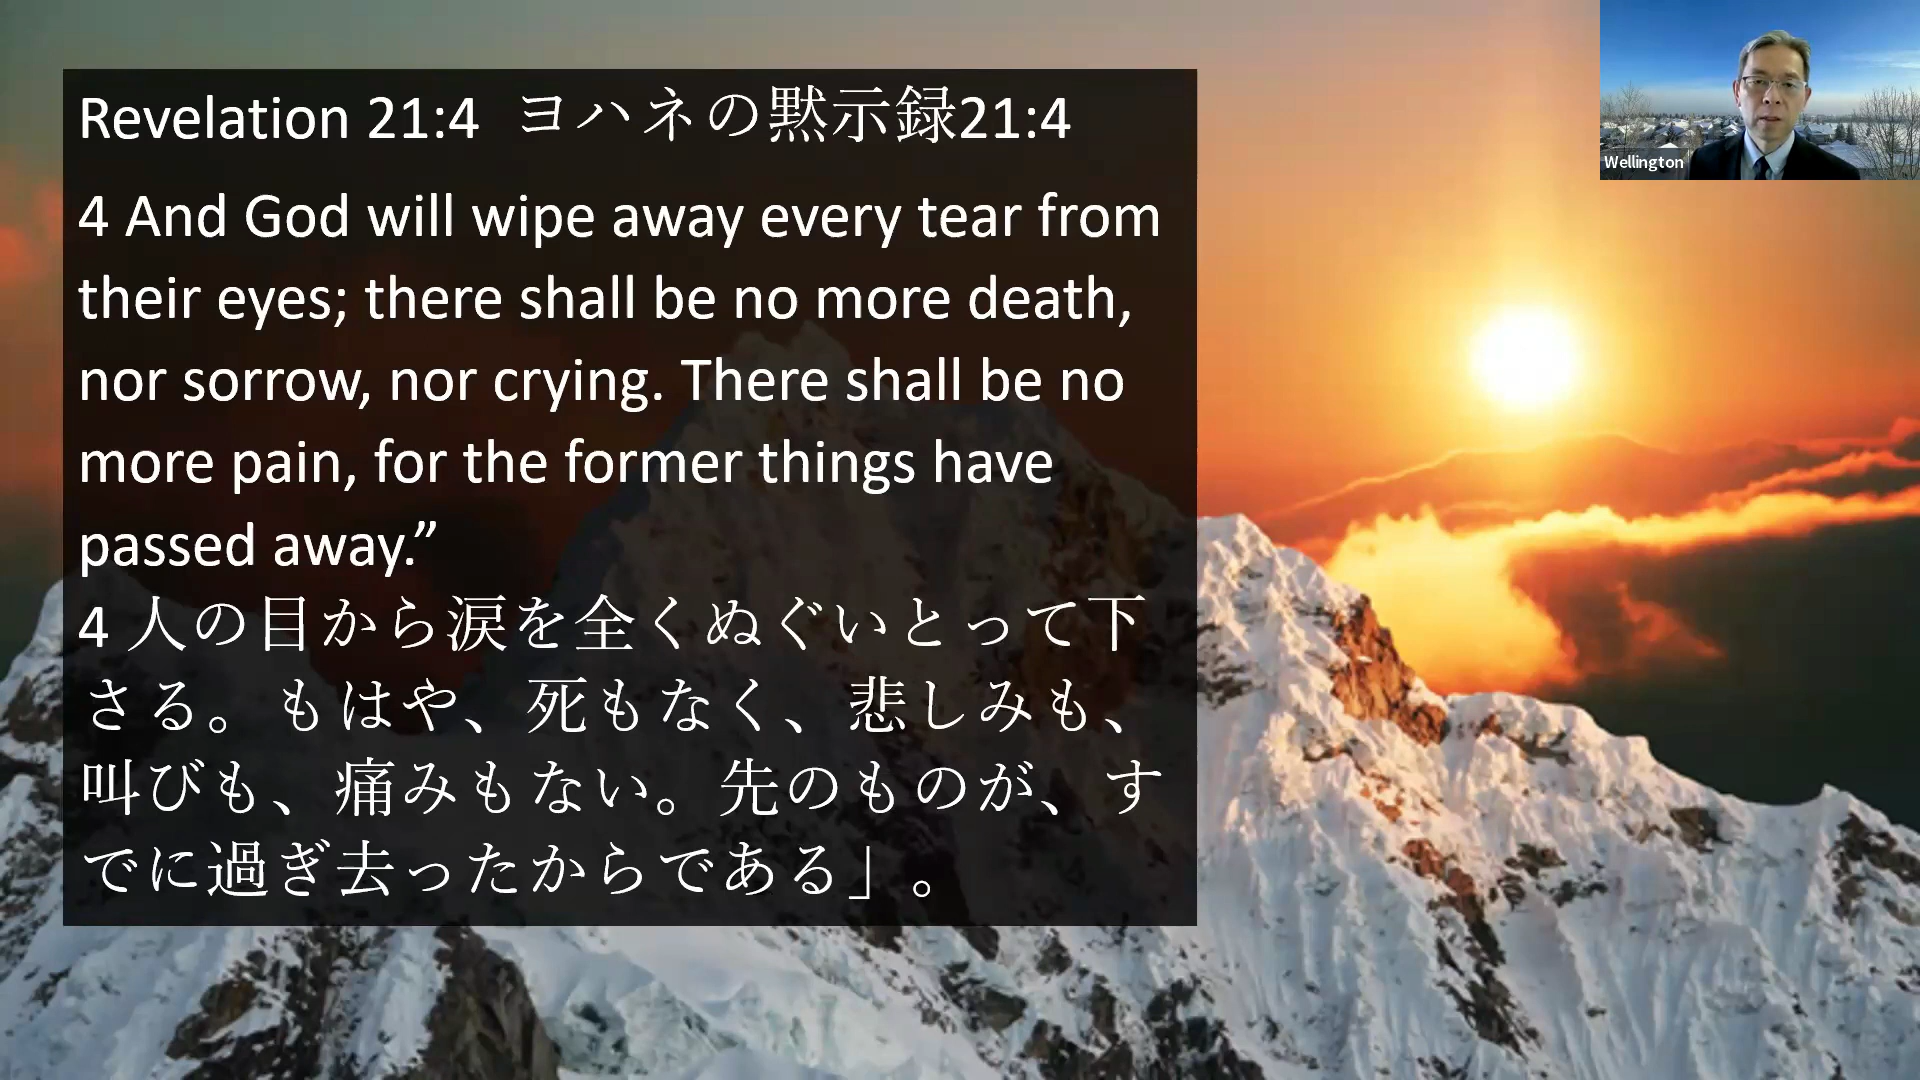 Revelation 21:4 ヨハネの黙示録21:4
4 And God will wipe away every tear from
their eyes; there shall be no more death,
nor sorrow, nor crying. There shall be no
more pain, for the former things have
passed away.”
4 人の目から涙を全くぬぐいとって下
さる。もはや、死もなく、悲しみも、
叫びも、痛みもない。先のものが、す
でに過ぎ去ったからである」。
Wellington